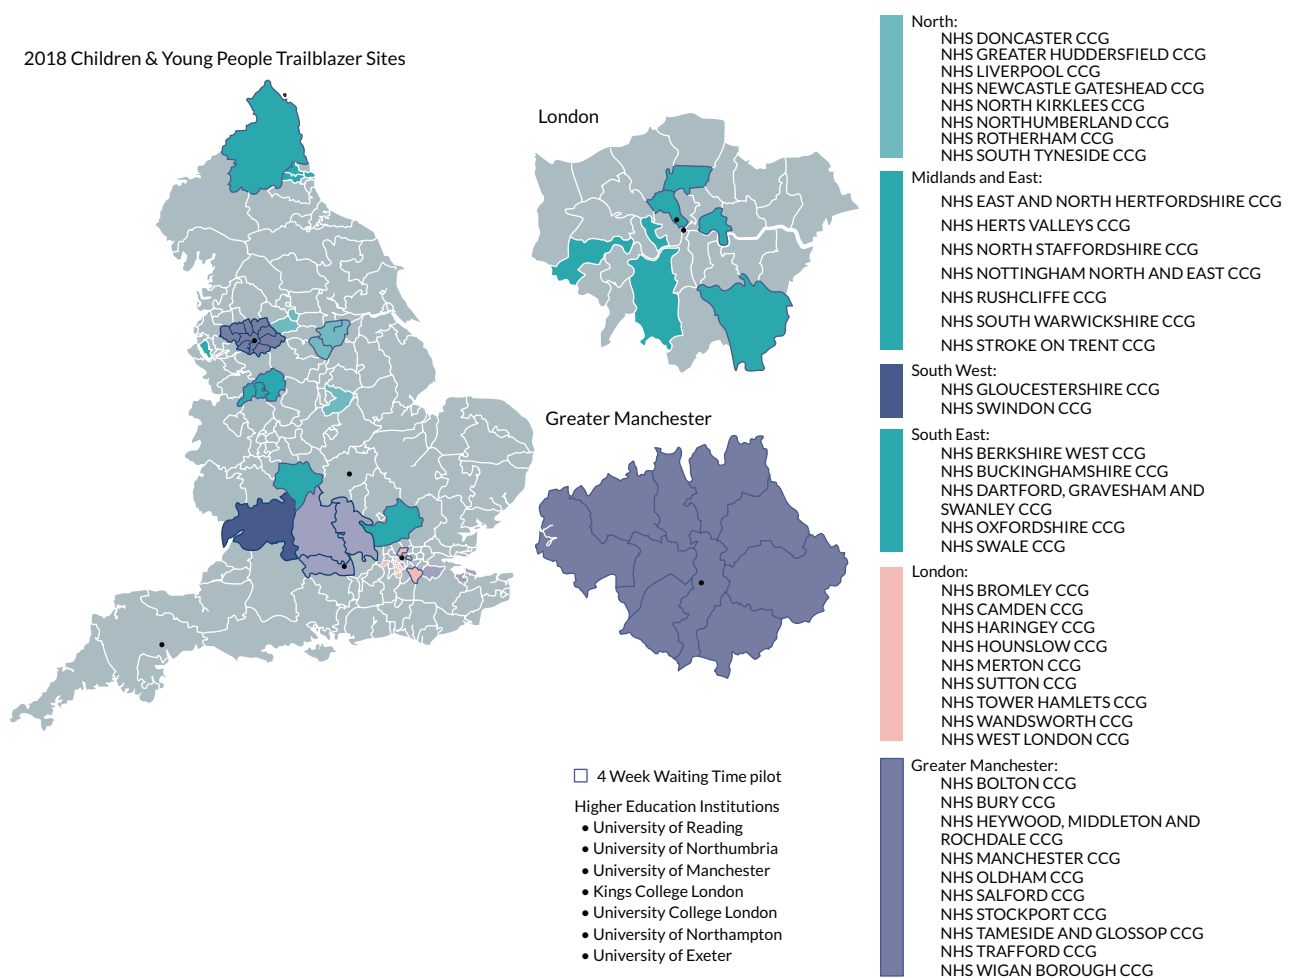 2018 Children & Young People Trailblazer Sites
London
Greater Manchester
4 Week Waiting Time pilot
Higher Education Institutions
• University of Reading
• University of Northumbria
• University of Manchester
• Kings College London
• University College London
• University of Northampton
• University of Exeter
North:
NHS DONCASTER CCG
NHS GREATER HUDDERSFIELD CCG
NHS LIVERPOOL CCG
NHS NEWCASTLE GATESHEAD CCG
NHS NORTH KIRKLEES CCG
NHS NORTHUMBERLAND CCG
NHS ROTHERHAM CCG
NHS SOUTH TYNESIDE CCG
Midlands and East:
NHS EAST AND NORTH HERTFORDSHIRE CCG
NHS HERTS VALLEYS CCG
NHS NORTH STAFFORDSHIRE CCG
NHS NOTTINGHAM NORTH AND EAST CCG
NHS RUSHCLIFFE CCG
NHS SOUTH WARWICKSHIRE CCG
NHS STROKE ON TRENT CCG
South West:
NHS GLOUCESTERSHIRE CCG
NHS SWINDON CCG
South East:
NHS BERKSHIRE WEST CCG
NHS BUCKINGHAMSHIRE CCG
NHS DARTFORD, GRAVESHAM AND
SWANLEY CCG
NHS OXFORDSHIRE CCG
NHS SWALE CCG
London:
NHS BROMLEY CCG
NHS CAMDEN CCG
NHS HARINGEY CCG
NHS HOUNSLOW CCG
NHS MERTON CCG
NHS SUTTON CCG
NHS TOWER HAMLETS CCG
NHS WANDSWORTH CCG
NHS WEST LONDON CCG
Greater Manchester:
NHS BOLTON CCG
NHS BURY CCG
NHS HEYWOOD, MIDDLETON AND
ROCHDALE CCG
NHS MANCHESTER CCG
NHS OLDHAM CCG
NHS SALFORD CCG
NHS STOCKPORT CCG
NHS TAMESIDE AND GLOSSOP CCG
NHS TRAFFORD CCG
NHS WIGAN BOROUGH CCG